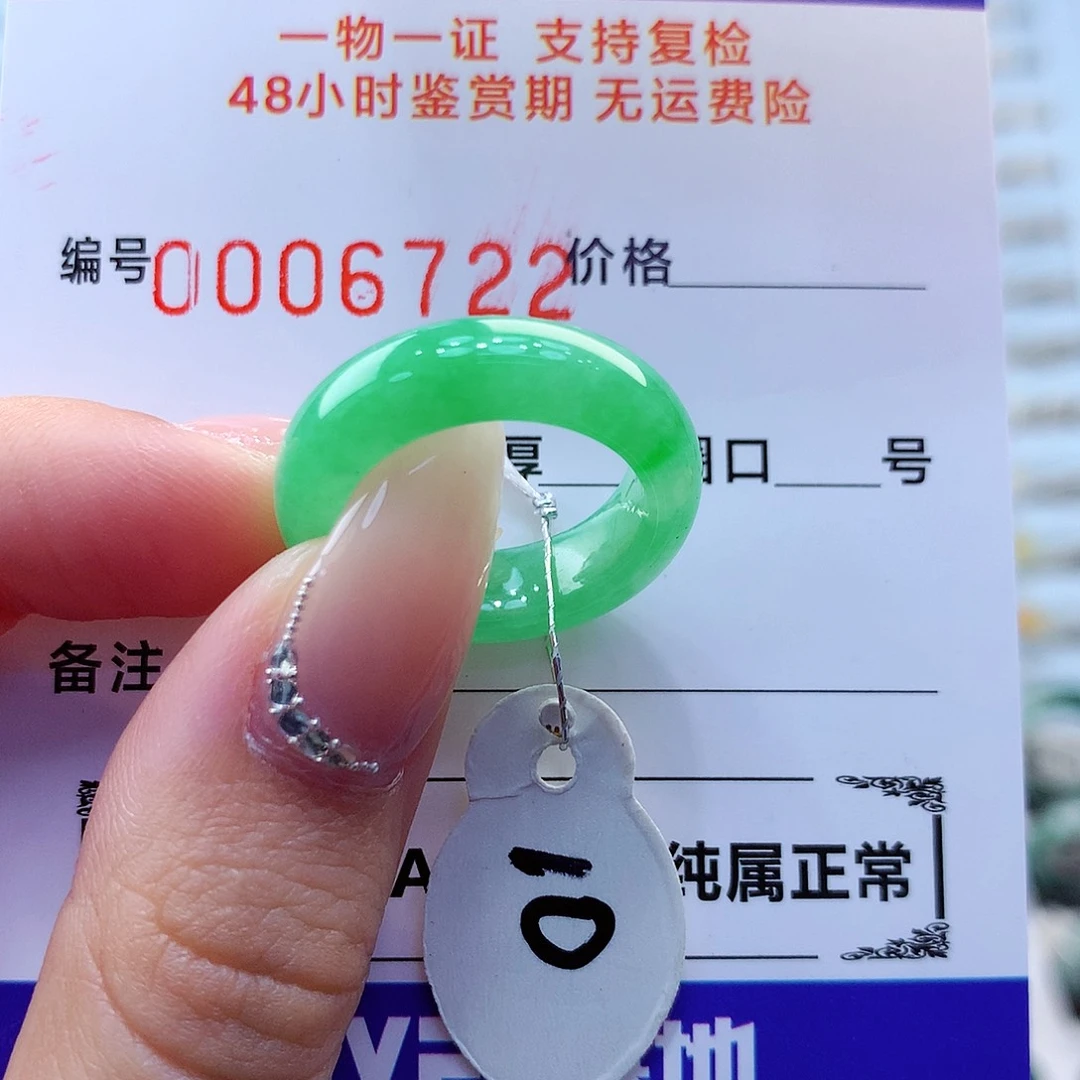 一物一证 支持复检
48小时鉴赏期 无运费险
编号0006722价格
厚 圈口 号
备注
A 纯属正常
10
地